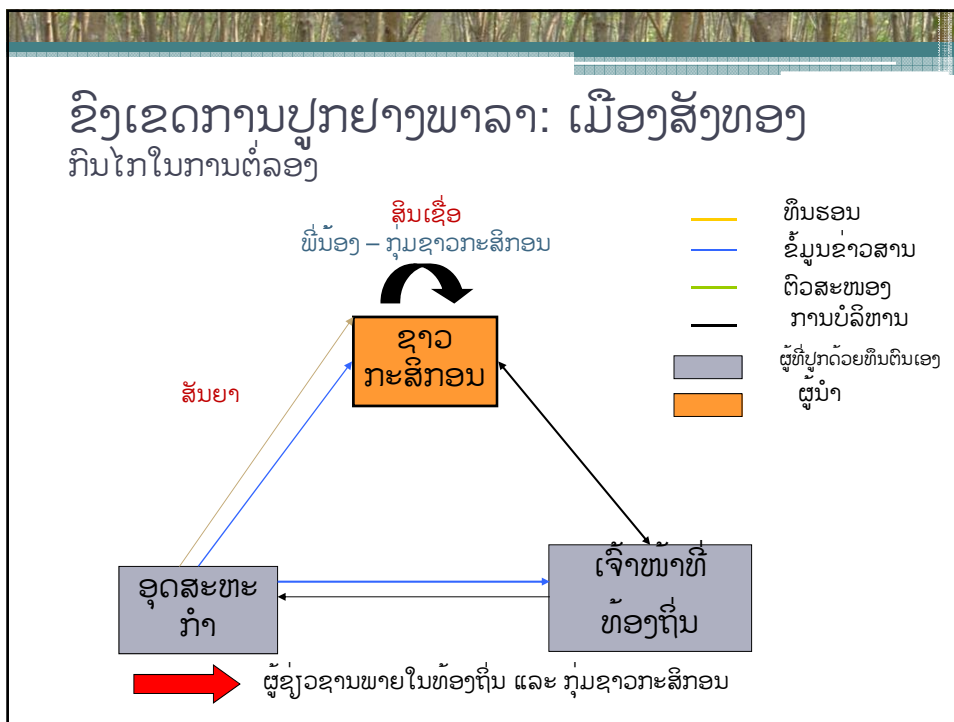 ຂົງເຂດການປູກຢາງພາລາ: ເມືອງສັງທອງ
ກົນໄກໃນການຕໍ່ລອງ
ສິນເຊື່ອ
ພີ່ນ້ອງ – ກຸ່ມຊາວກະສິກອນ
ທຶນຮອນ
ຂໍ້ມູນຂ່າວສານ
ຕົວສະໜອງ
ການບໍລິຫານ
ຜູ້ທີ່ປູກດ້ວຍທຶນຕົນເອງ
ຜູ້ນຳ
ຊາວ
ກະສິກອນ
ສັນຍາ
ອຸດສະຫະ
ກຳ
ເຈົ້າໜ້າທີ່
ທ້ອງຖິ່ນ
ຜູ້ຊ່ຽວຊານພາຍໃນທ້ອງຖິ່ນ ແລະ ກຸ່ມຊາວກະສິກອນ